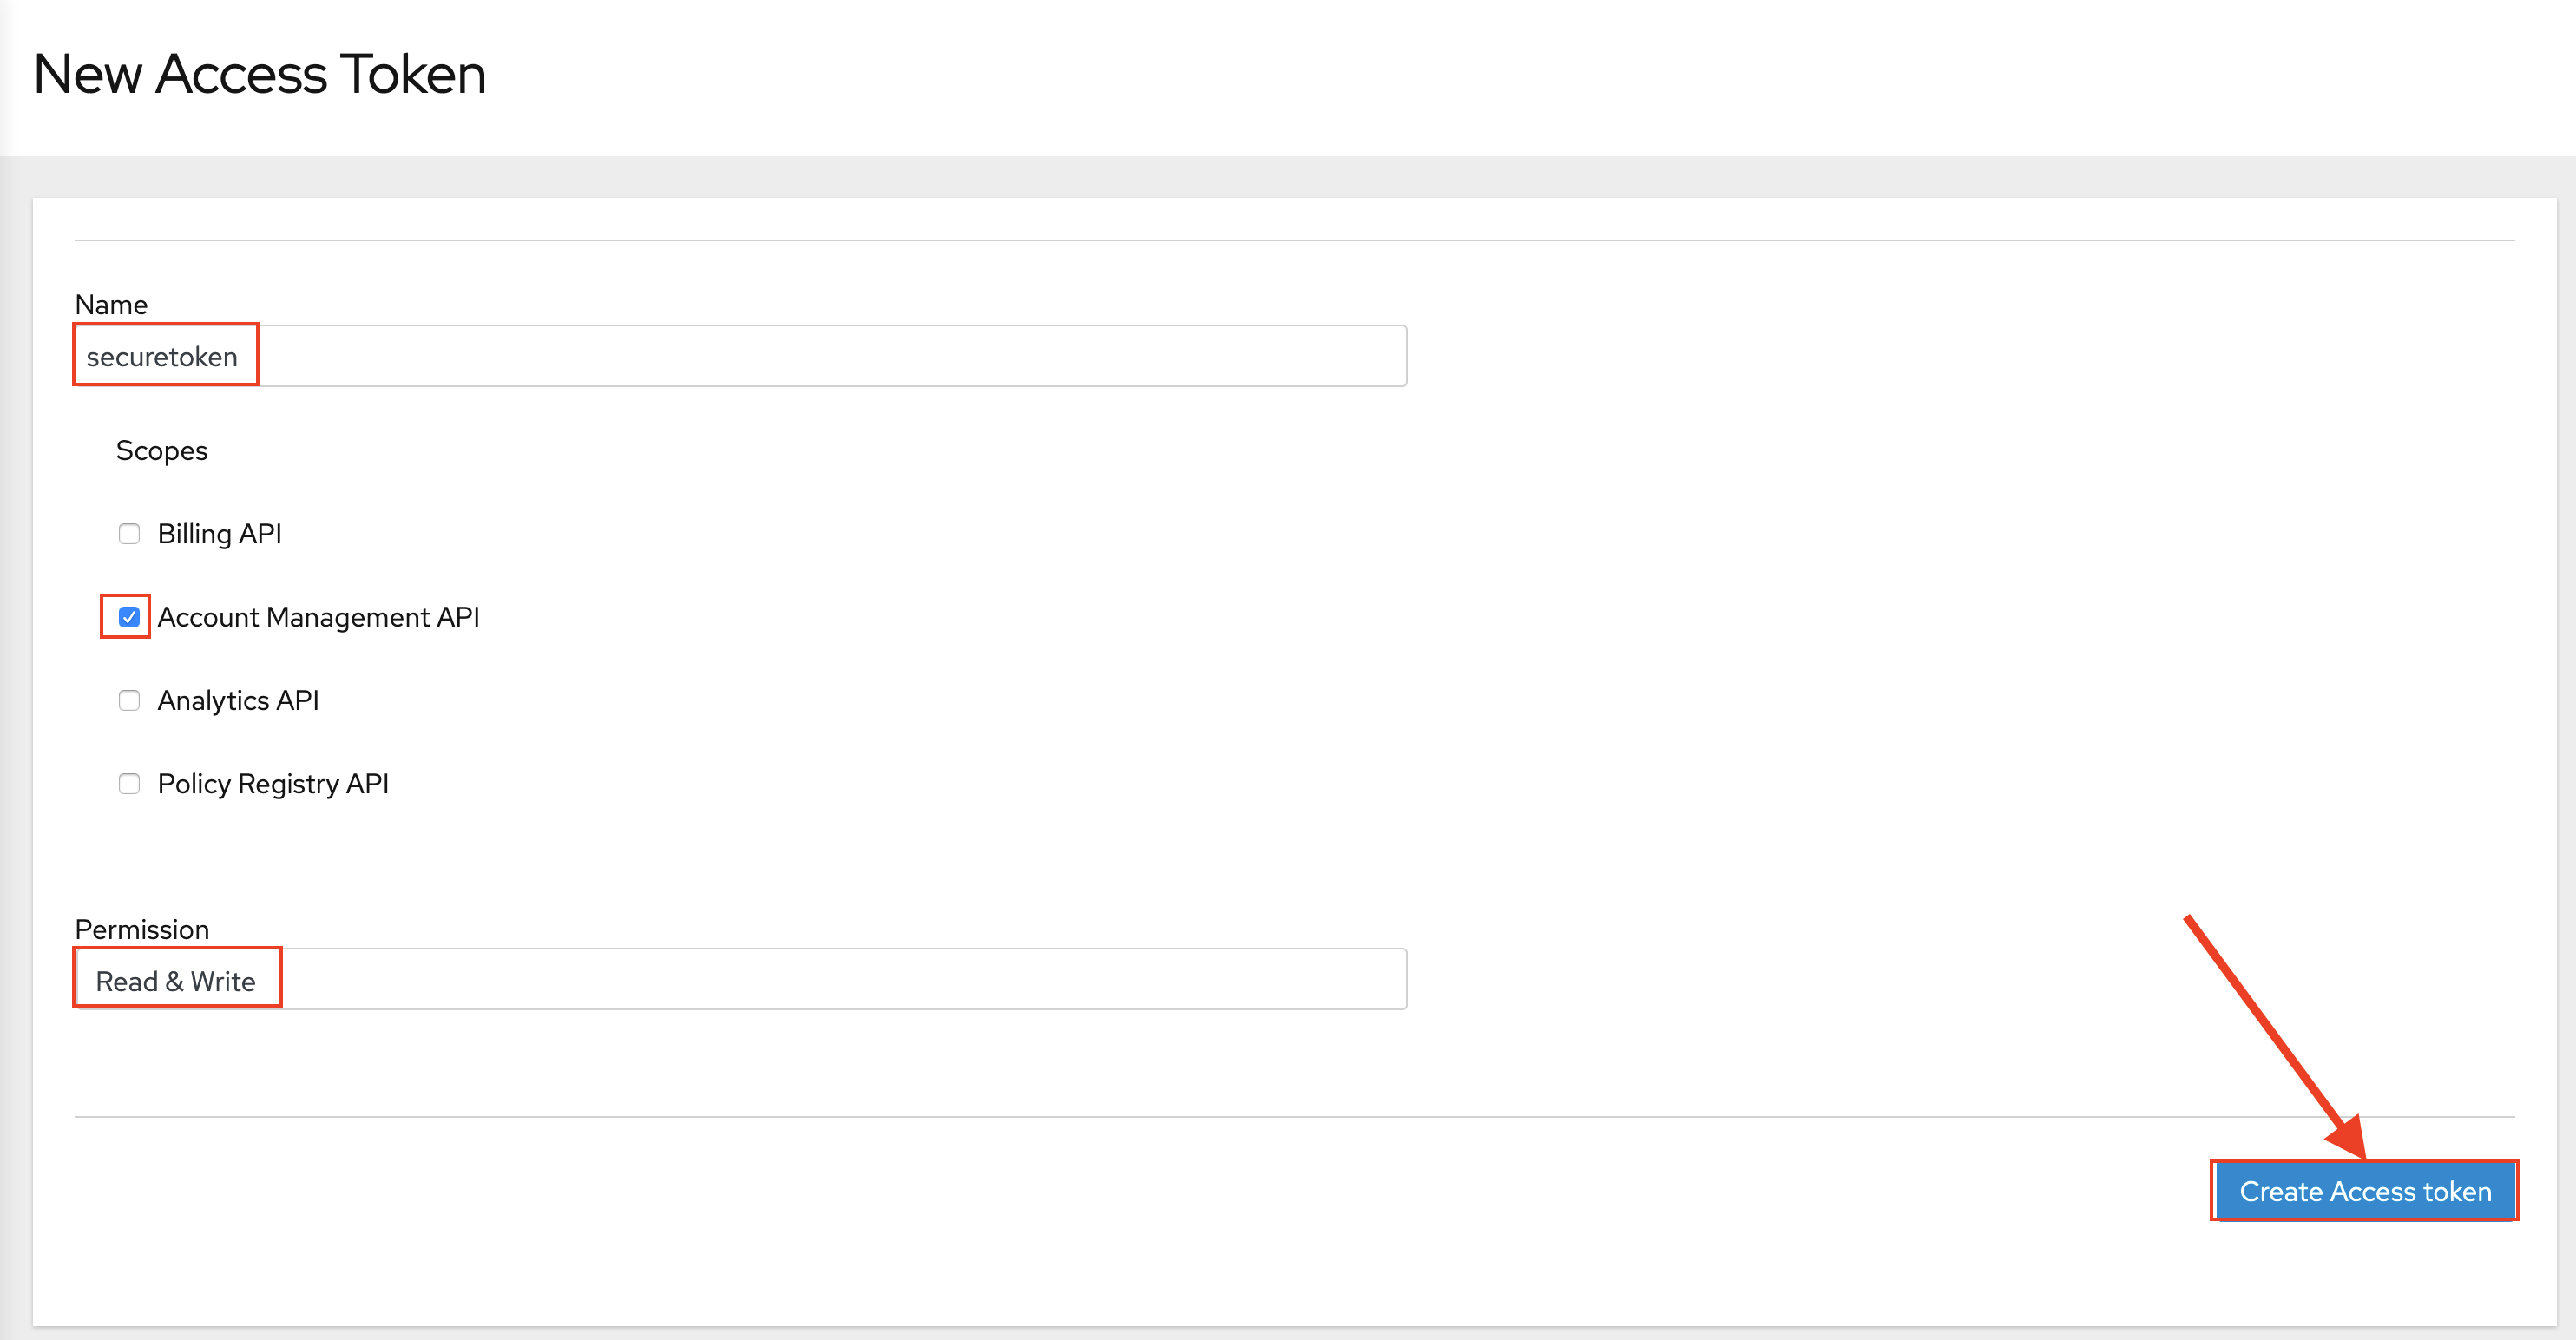 New Access Token
Name
securetoken
Scopes
Billing API
Account Management API
Analytics API
Policy Registry API
Permission
Read & Write
Create Access token